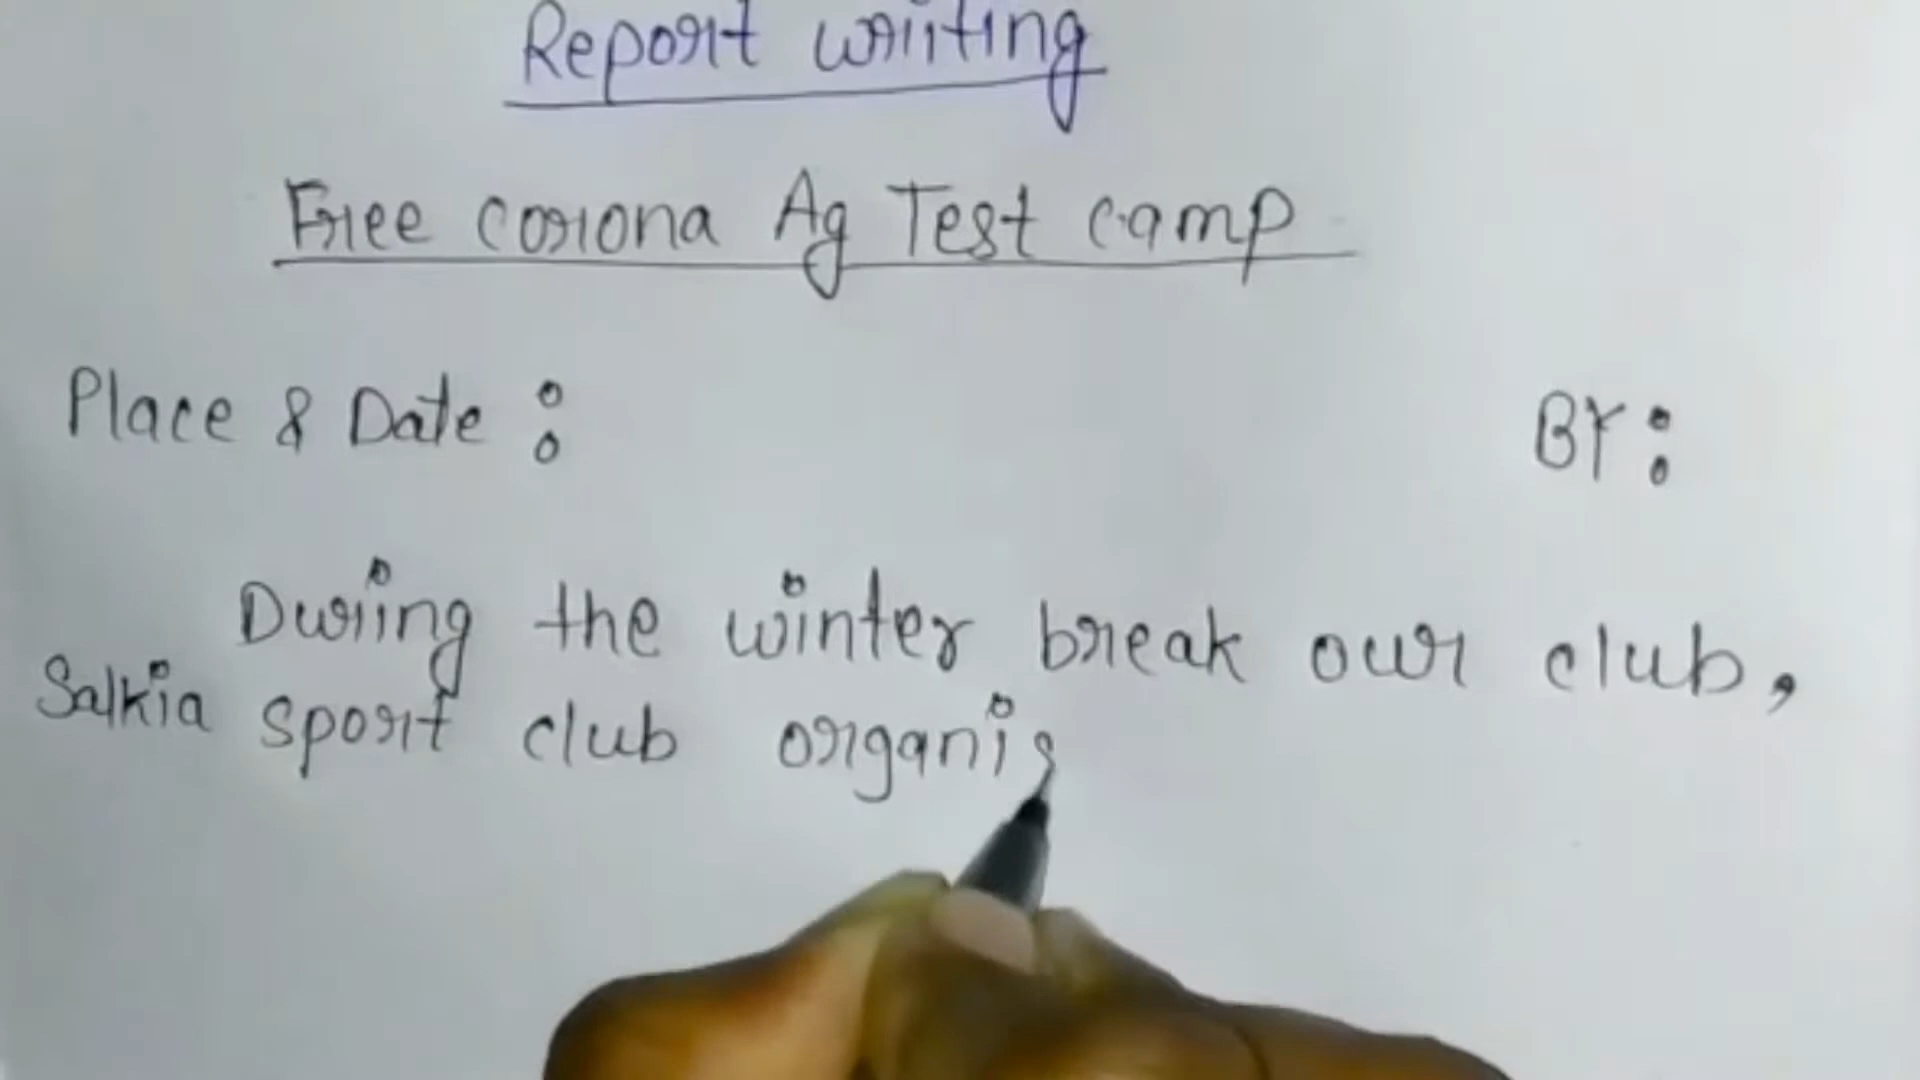 Report writing
Free corona Ag Test camp
Place & Date :
By :
During the winter break our club,
Salkia sport club organis